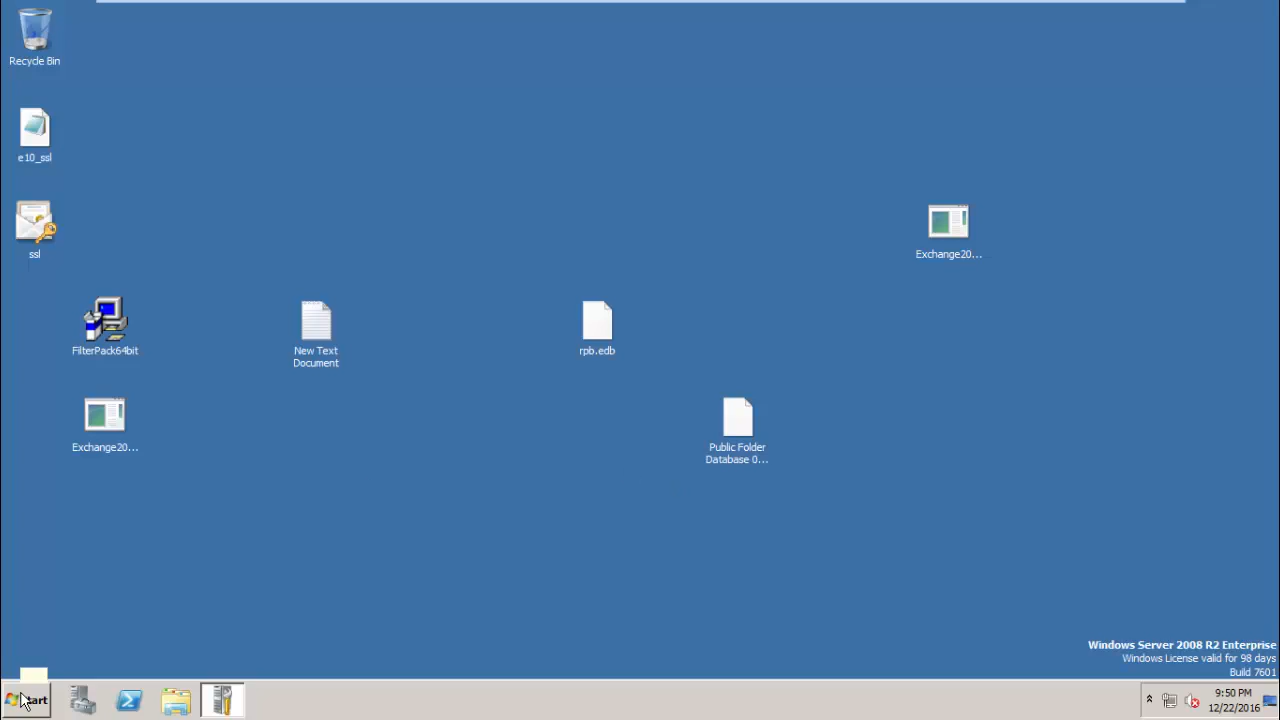 Recycle Bin
e10_ssl
ssl
Exchange20...
FilterPack64bit
New Text
Document
rpb.edb
Exchange20...
Public Folder
Database 0...
Windows Server 2008 R2 Enterprise
Windows License valid for 98 days
Build 7601
9:50 PM
12/22/2016